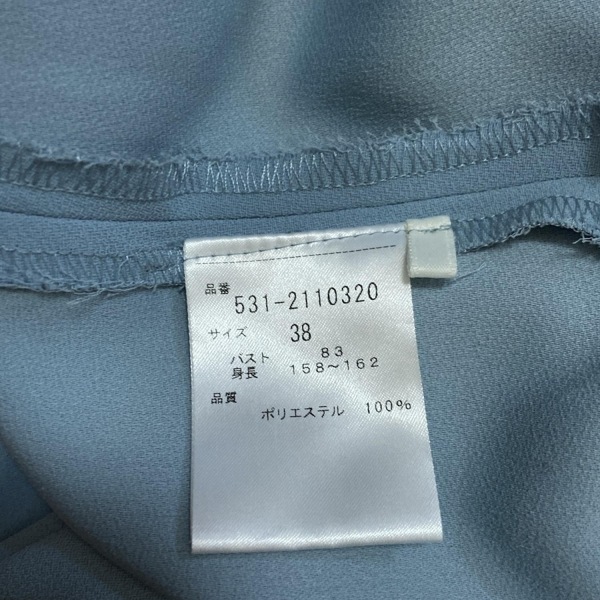 品番
531-2110320
サイズ 38
バスト 83
身長 158～162
品質
ポリエステル 100%